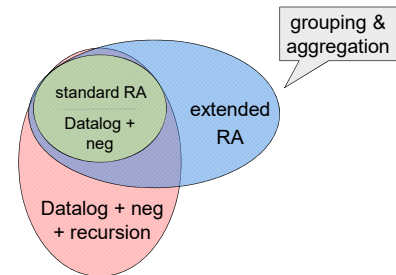 grouping &
aggregation
standard RA
Datalog +
neg
extended
RA
Datalog + neg
+ recursion